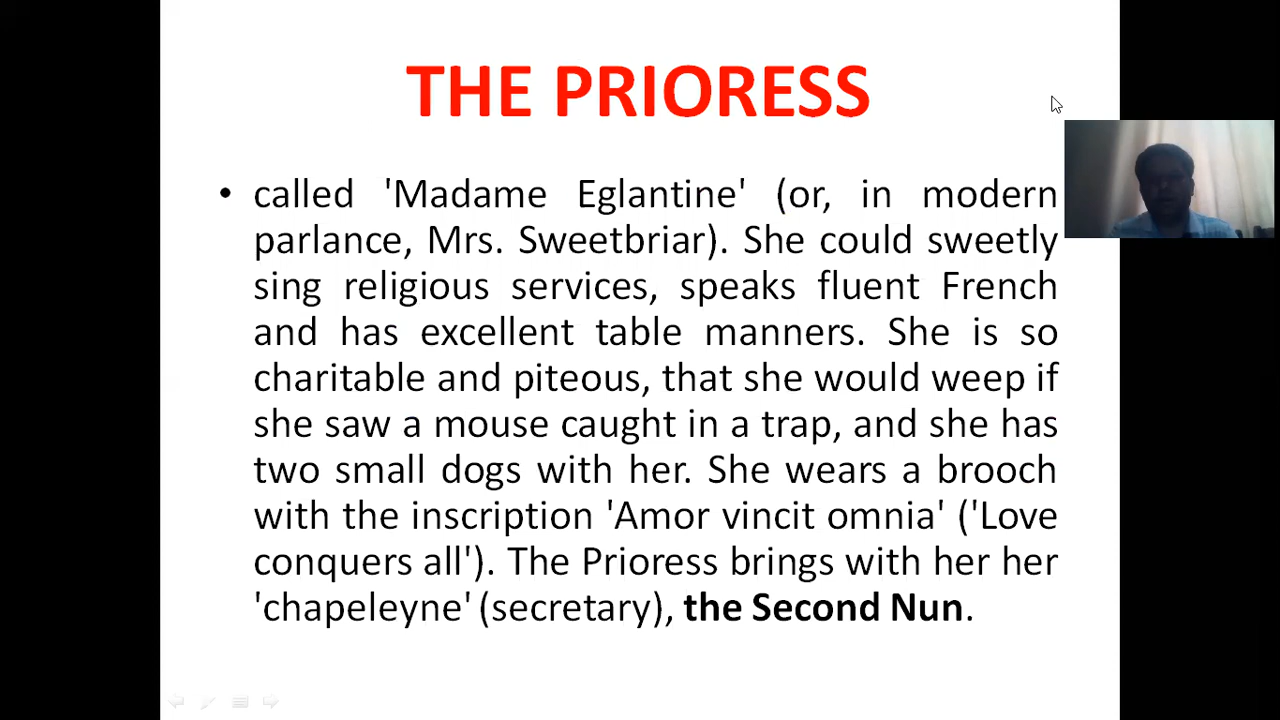 THE PRIORESS
• called 'Madame Eglantine' (or, in modern
parlance, Mrs. Sweetbriar). She could sweetly
sing religious services, speaks fluent French
and has excellent table manners. She is so
charitable and piteous, that she would weep if
she saw a mouse caught in a trap, and she has
two small dogs with her. She wears a brooch
with the inscription 'Amor vincit omnia' ('Love
conquers all'). The Prioress brings with her her
'chapeleyne' (secretary), the Second Nun.